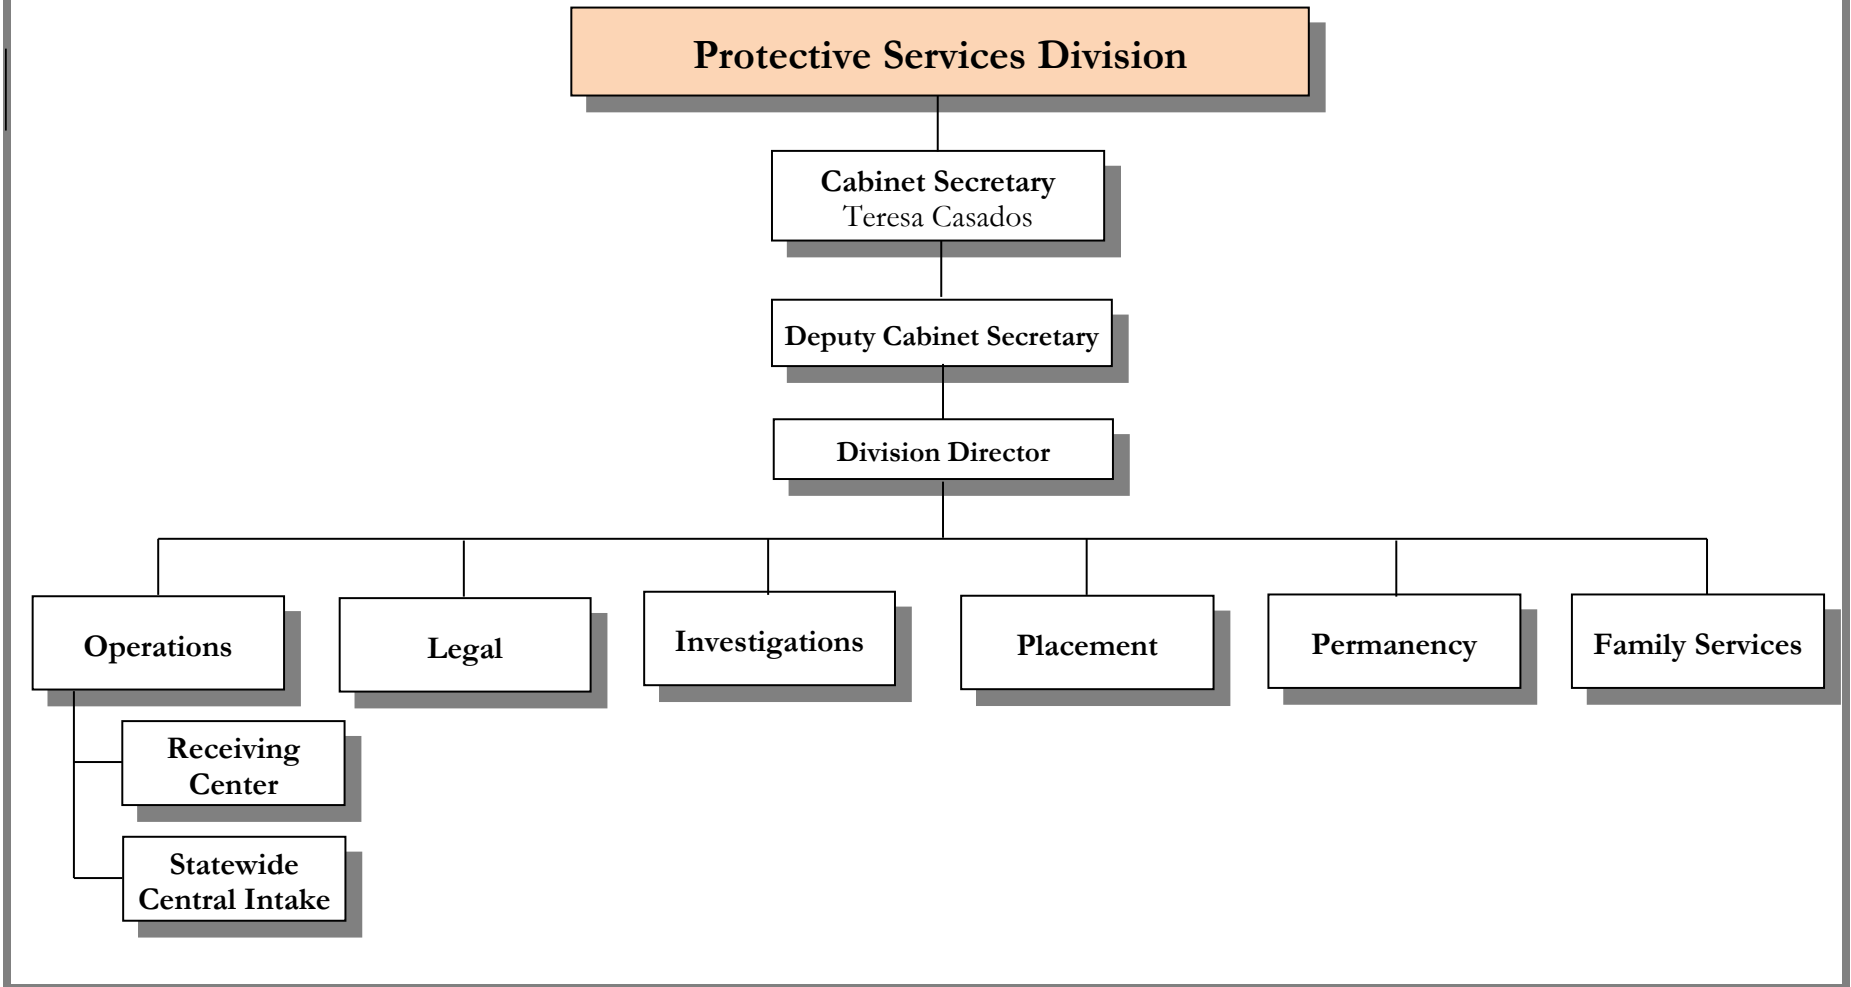 Protective Services Division
Cabinet Secretary
Teresa Casados
Deputy Cabinet Secretary
Division Director
Operations
Legal
Investigations
Placement
Permanency
Family Services
Receiving
Center
Statewide
Central Intake